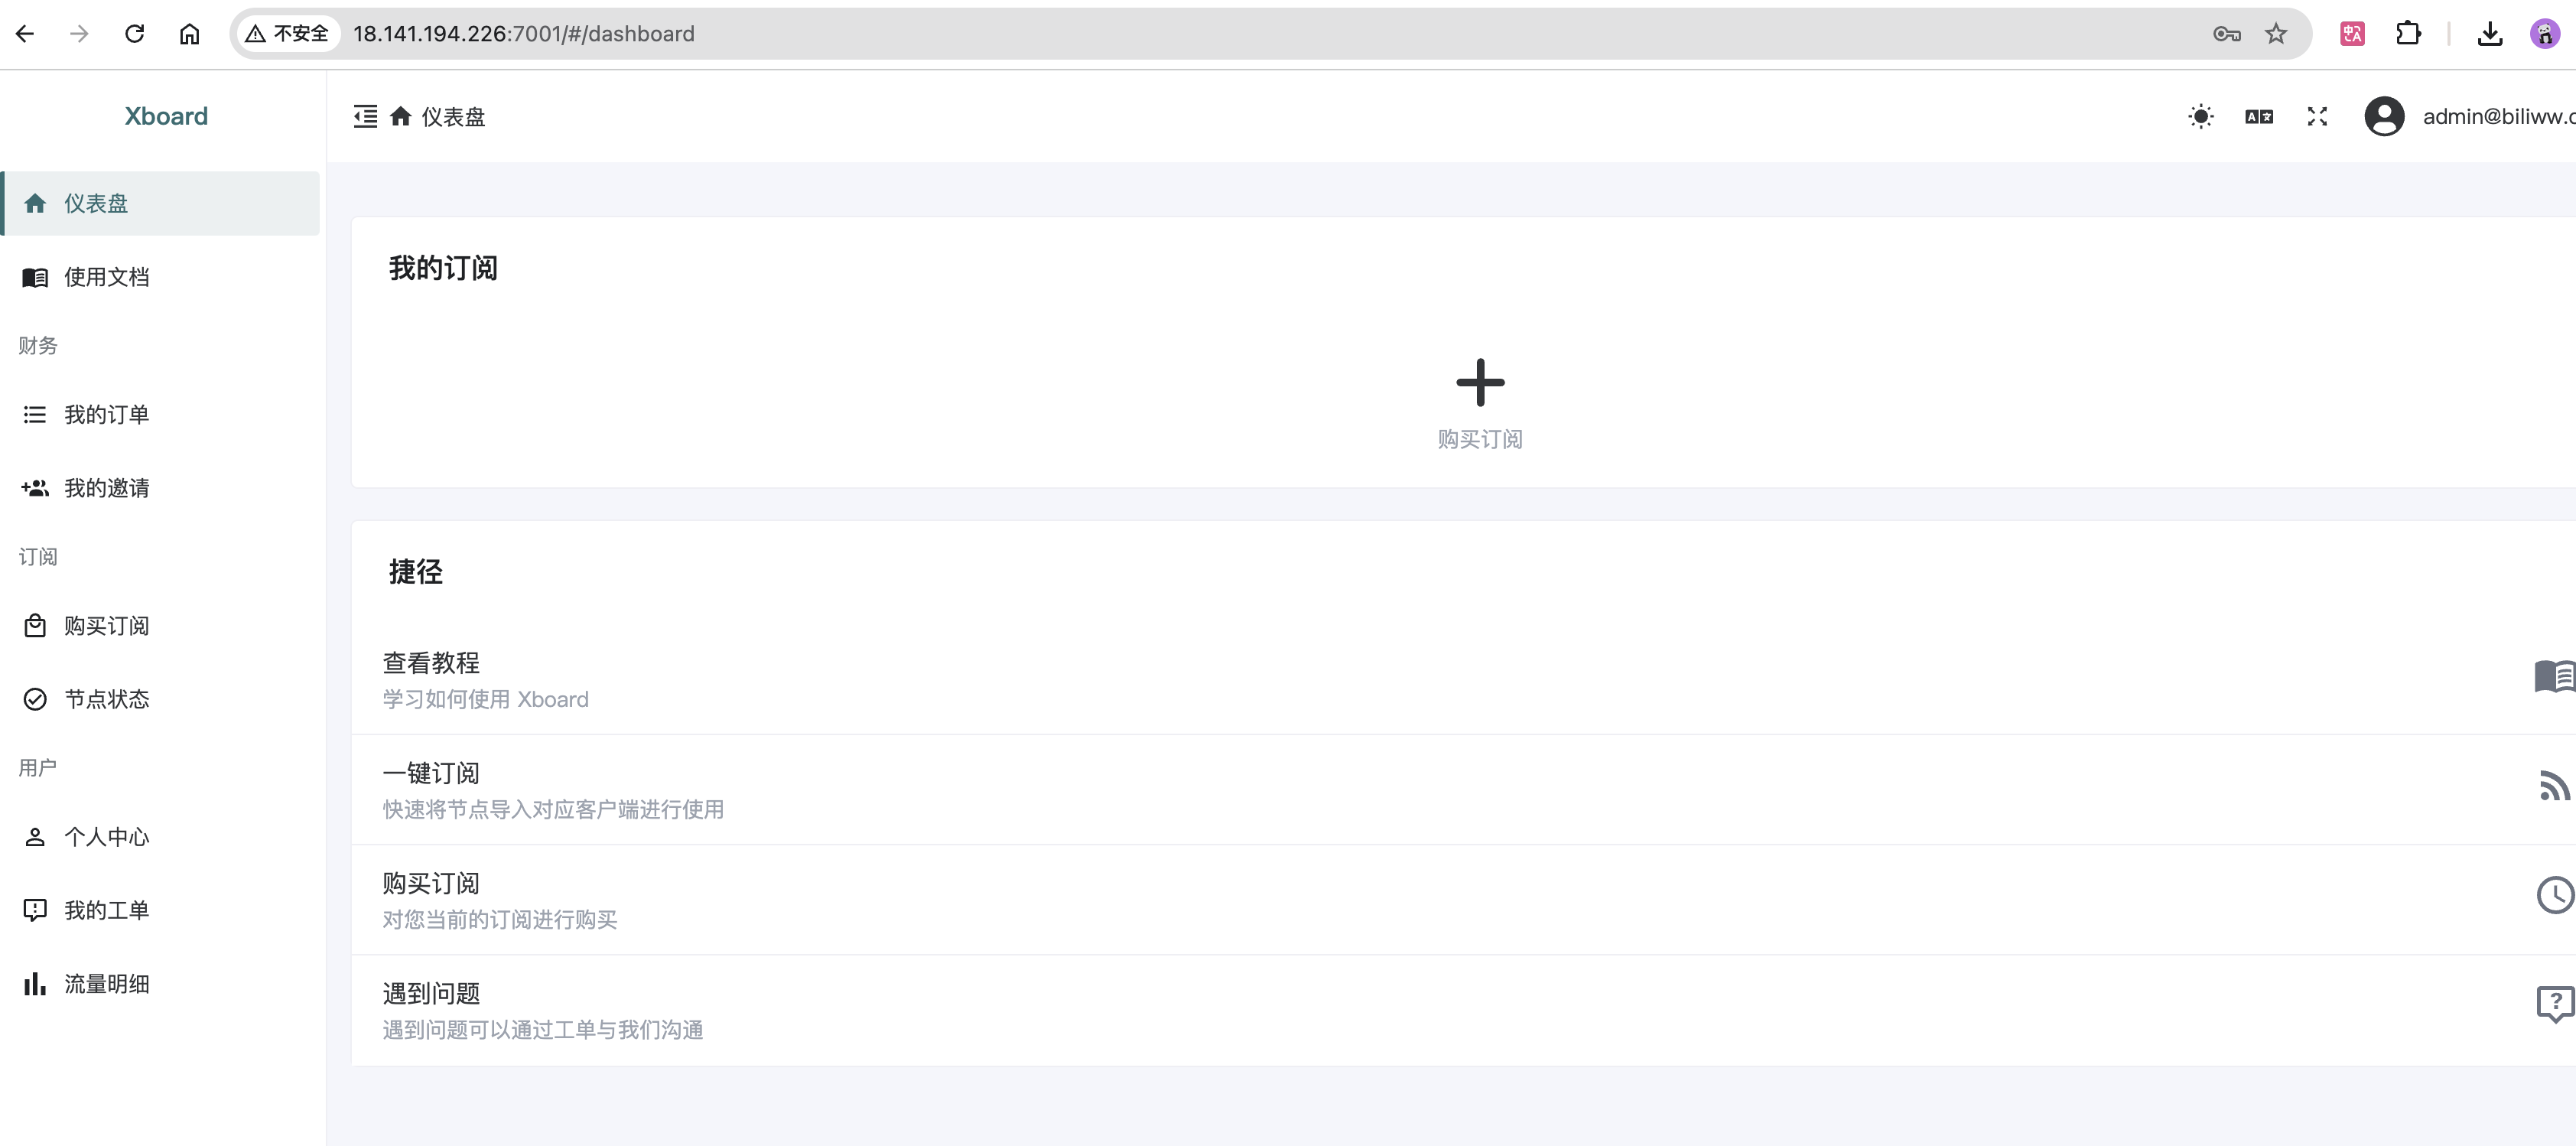 不安全
18.141.194.226:7001/#/dashboard
Xboard
仪表盘
admin@biliww.c
仪表盘
使用文档
财务
我的订单
我的邀请
订阅
购买订阅
节点状态
用户
个人中心
我的工单
流量明细
我的订阅
购买订阅
捷径
查看教程
学习如何使用 Xboard
一键订阅
快速将节点导入对应客户端进行使用
购买订阅
对您当前的订阅进行购买
遇到问题
遇到问题可以通过工单与我们沟通